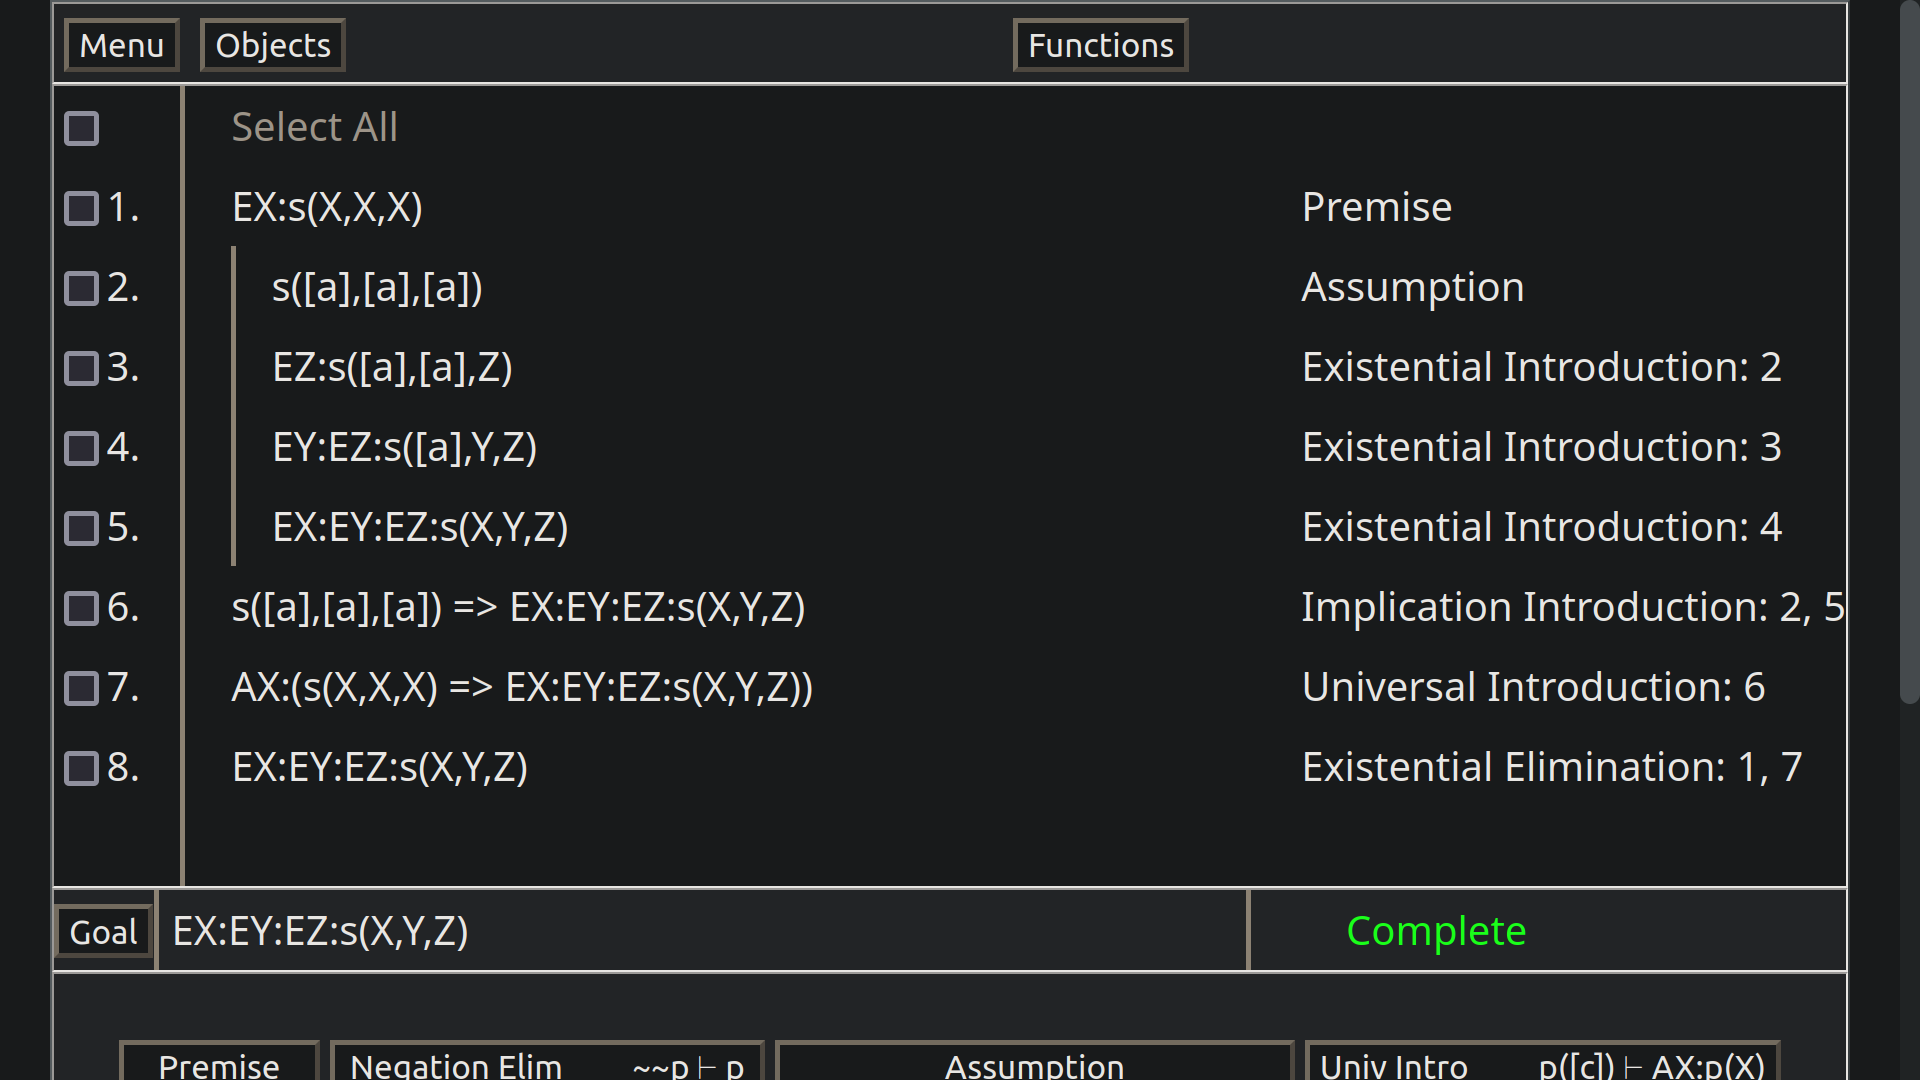 Menu Objects Functions
Select All
1. EX:s(X,X,X) Premise
2. s([a],[a],[a]) Assumption
3. EZ:s([a],[a],Z) Existential Introduction: 2
4. EY:EZ:s([a],Y,Z) Existential Introduction: 3
5. EX:EY:EZ:s(X,Y,Z) Existential Introduction: 4
6. s([a],[a],[a]) => EX:EY:EZ:s(X,Y,Z) Implication Introduction: 2, 5
7. AX:(s(X,X,X) => EX:EY:EZ:s(X,Y,Z)) Universal Introduction: 6
8. EX:EY:EZ:s(X,Y,Z) Existential Elimination: 1, 7
Goal EX:EY:EZ:s(X,Y,Z) Complete
Premise Negation Elim ~~p ⊢ p Assumption Univ Intro p([c]) ⊢ AX:p(X)